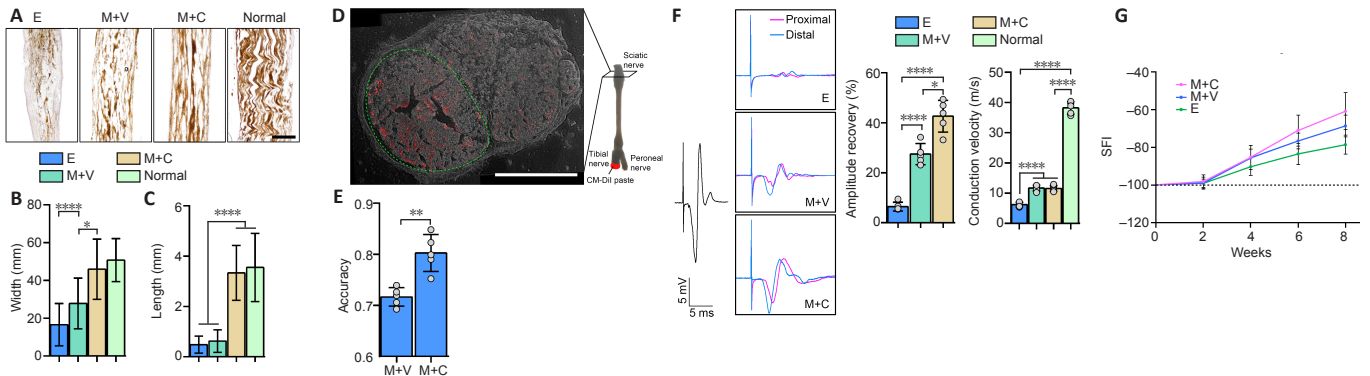 A
E
M+V
M+C
Normal
E
M+C
M+V
Normal
B
****
*
60
40
20
0
Width (mm)
C
****
6
4
2
0
Length (mm)
D
Sciatic
nerve
Tibial
nerve
Peroneal
nerve
CM-Dil paste
E
**
0.9
0.8
0.7
0.6
Accuracy
M+V
M+C
F
5 mV
5 ms
Proximal
Distal
E
M+V
M+C
E
M+C
M+V
Normal
****
*
****
60
40
20
0
Amplitude recovery (%)
****
****
****
50
40
30
20
10
0
Conduction velocity (m/s)
G
M+C
M+V
E
−40
−60
−80
−100
−120
SFI
0
2
4
6
8
Weeks